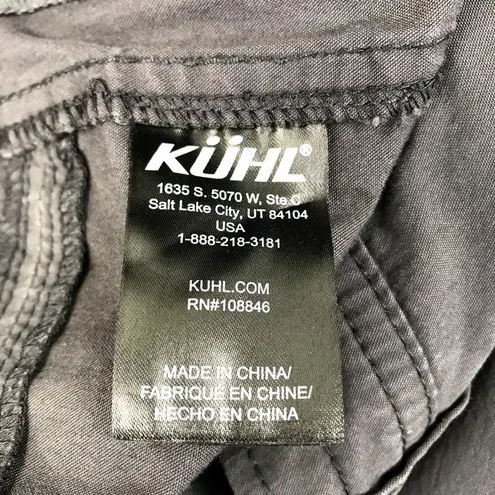 KÜHL®
1635 S. 5070 W, Ste.C
Salt Lake City, UT 84104
USA
1-888-218-3181
KUHL.COM
RN#108846
MADE IN CHINA/
FABRIQUE EN CHINE/
HECHO EN CHINA